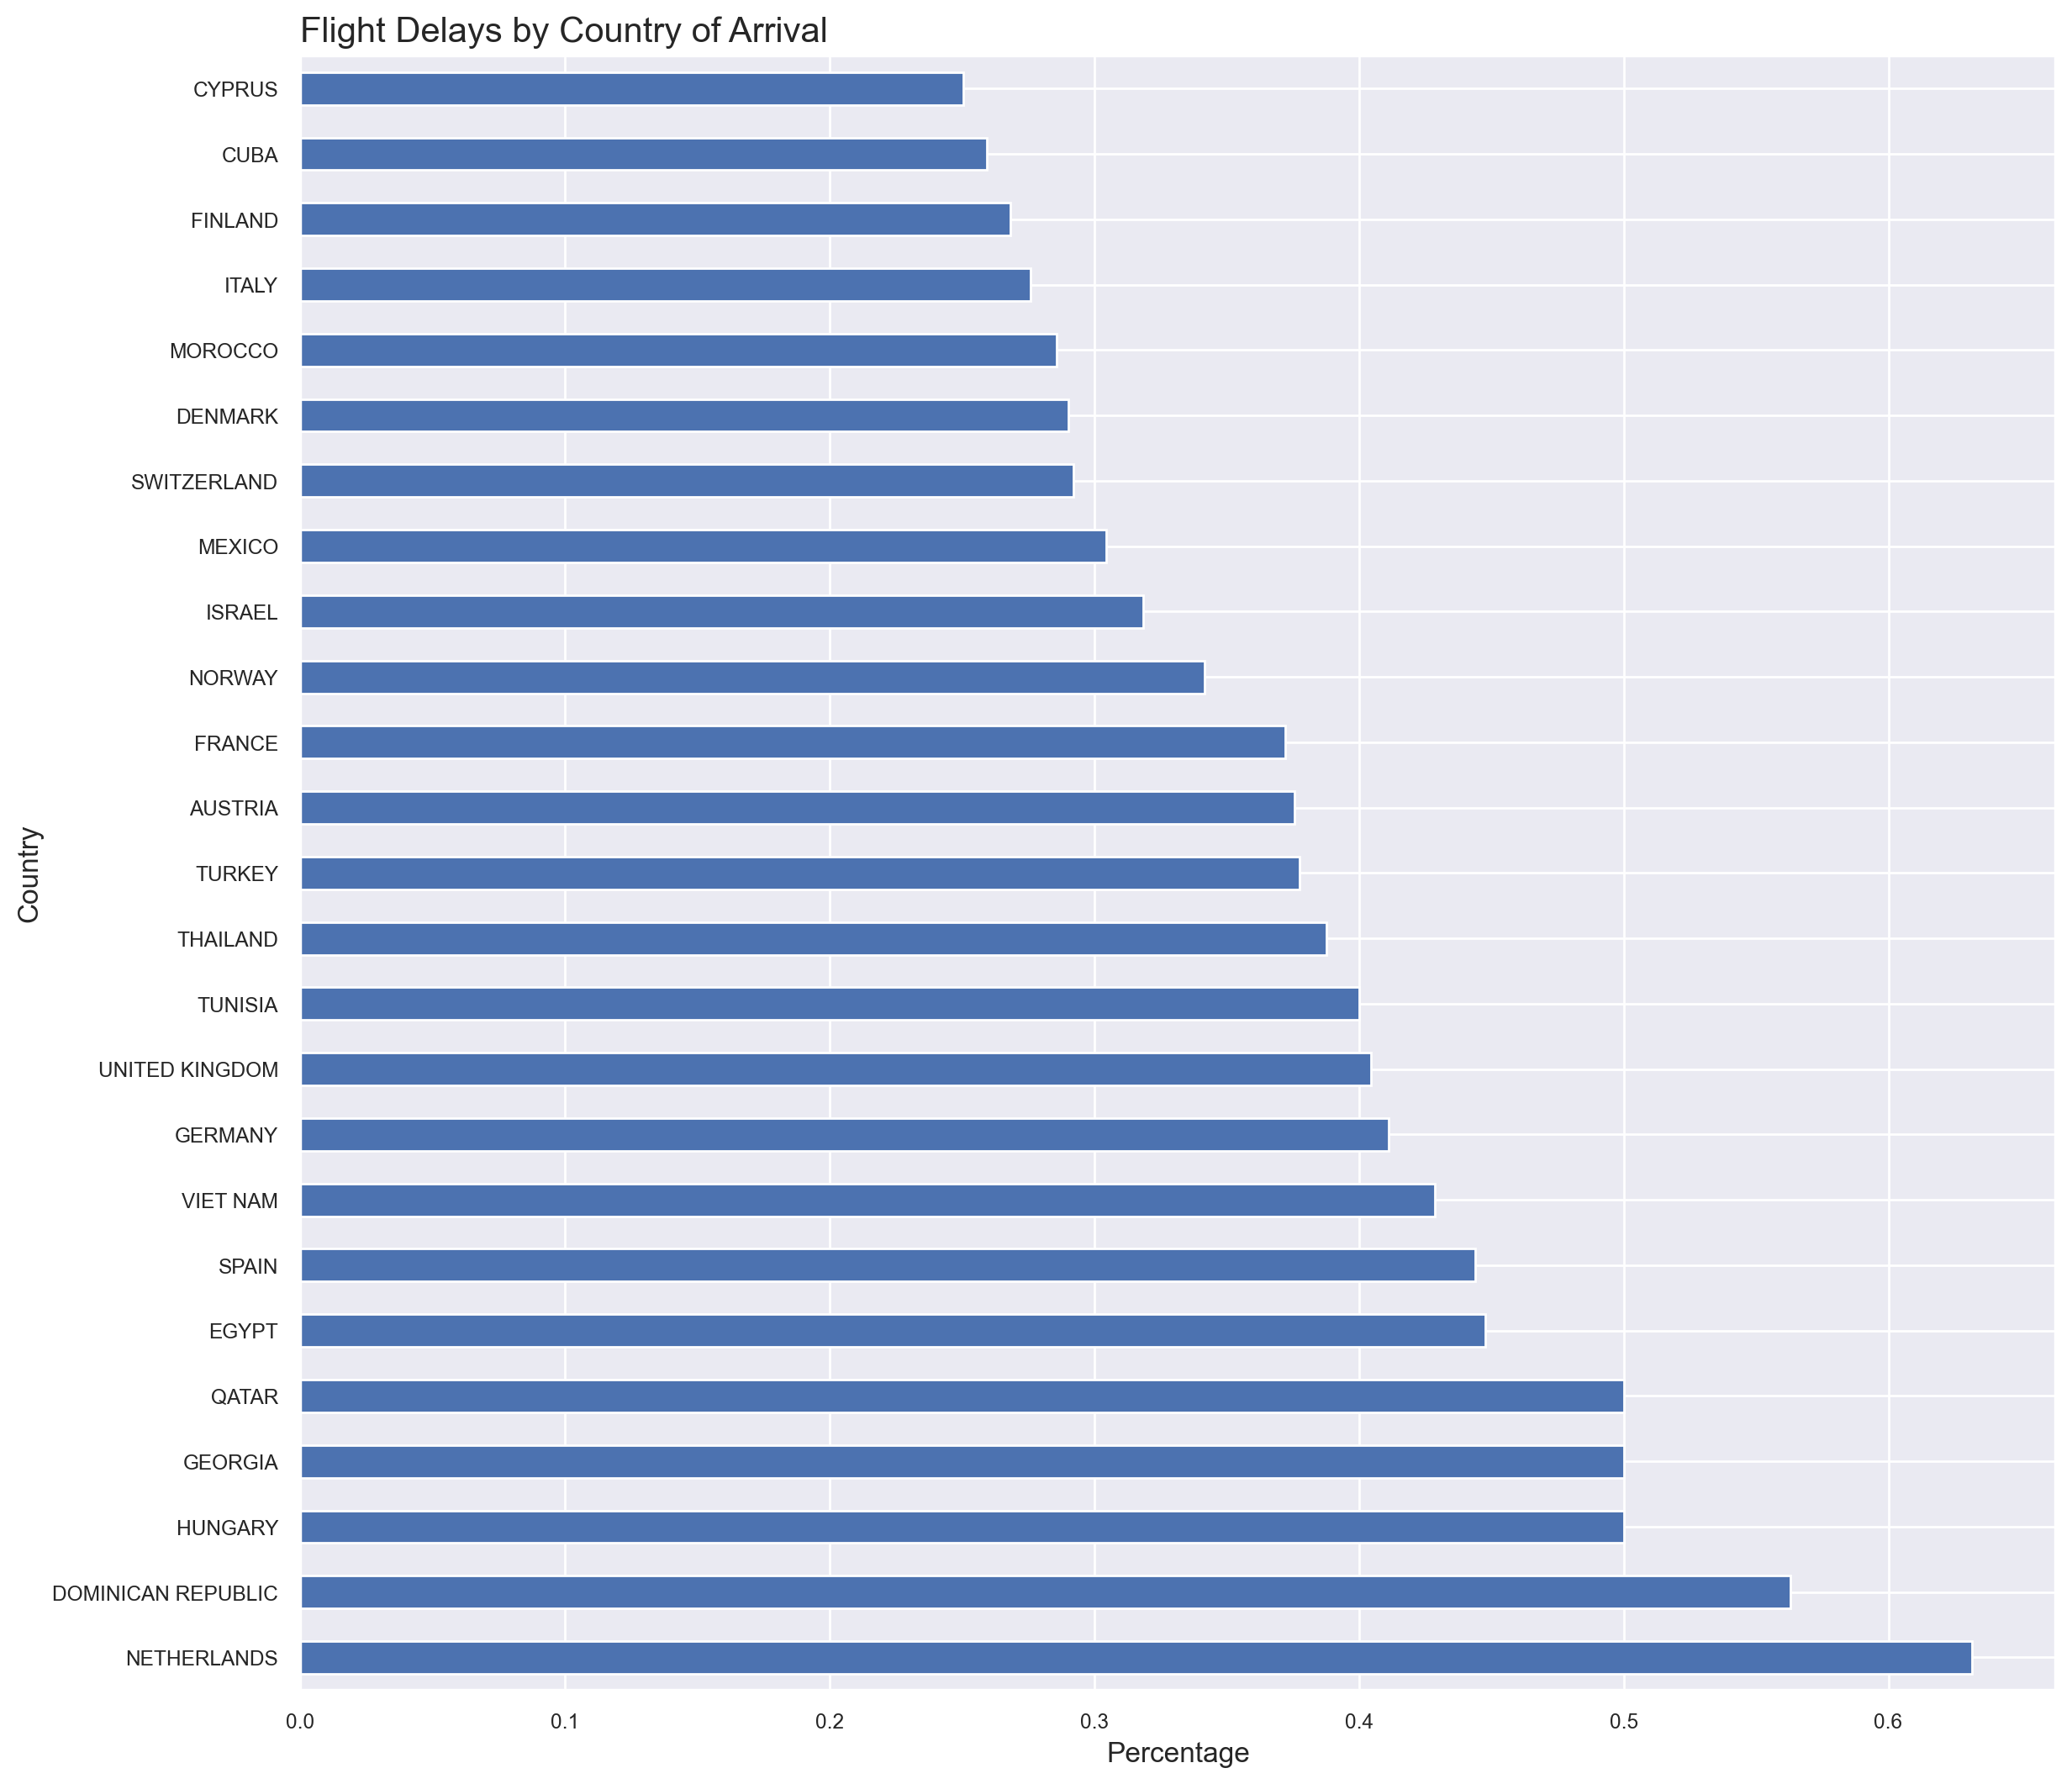 Flight Delays by Country of Arrival
CYPRUS
CUBA
FINLAND
ITALY
MOROCCO
DENMARK
SWITZERLAND
MEXICO
ISRAEL
NORWAY
FRANCE
AUSTRIA
TURKEY
THAILAND
TUNISIA
UNITED KINGDOM
GERMANY
VIET NAM
SPAIN
EGYPT
QATAR
GEORGIA
HUNGARY
DOMINICAN REPUBLIC
NETHERLANDS
Country
0.0 0.1 0.2 0.3 0.4 0.5 0.6
Percentage